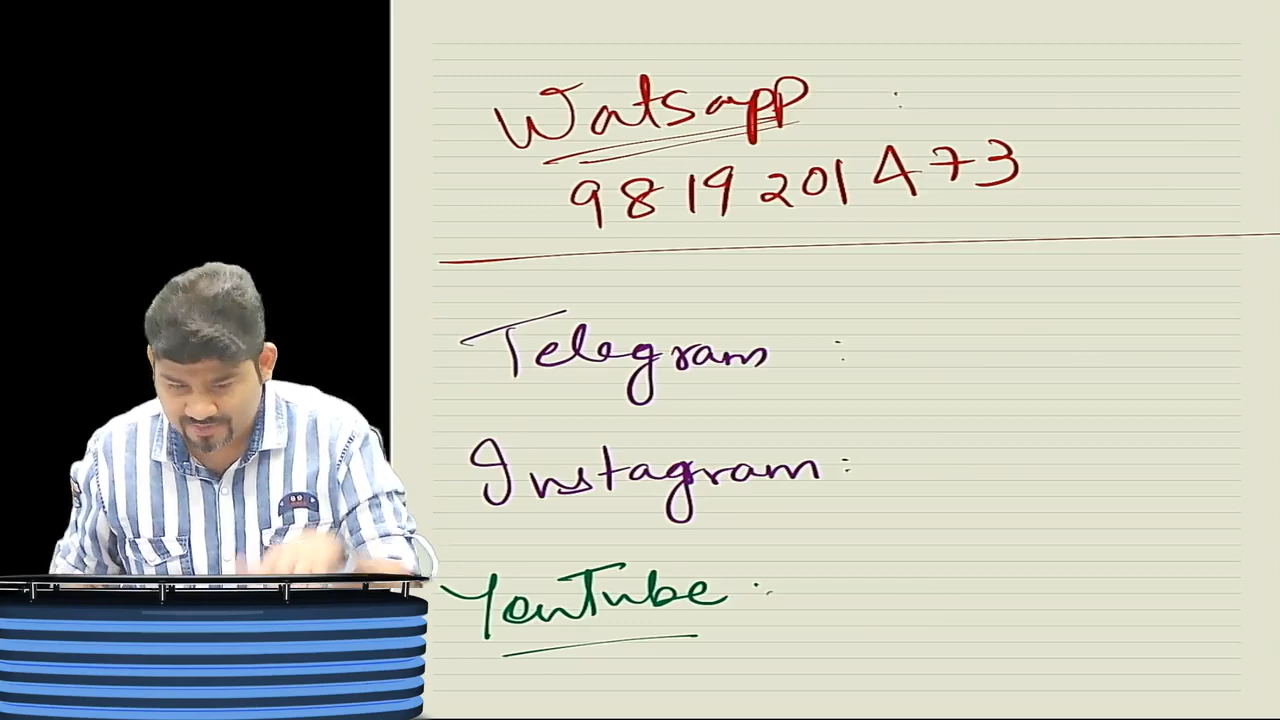 Watsapp :
9819201473
Telegram :
Instagram :
YouTube :